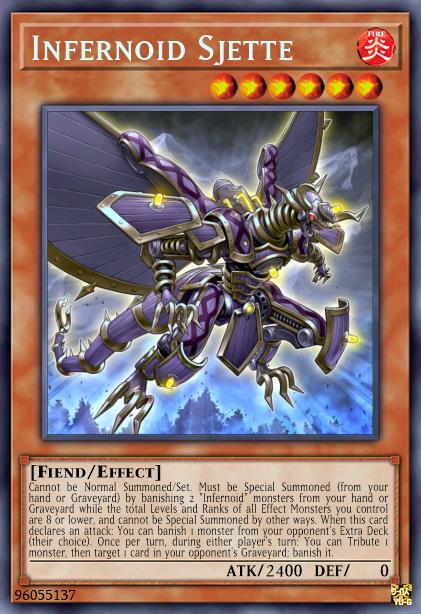 Infernoid Sjette
FIRE
炎
[Fiend/Effect]
Cannot be Normal Summoned/Set. Must be Special Summoned (from your
hand or Graveyard) by banishing 2 "Infernoid" monsters from your hand or
Graveyard while the total Levels and Ranks of all Effect Monsters you control
are 8 or lower, and cannot be Special Summoned by other ways. When this card
declares an attack: You can banish 1 monster from your opponent's Extra Deck
(their choice). Once per turn, during either player's turn: You can Tribute 1
monster, then target 1 card in your opponent's Graveyard; banish it.
ATK/2400 DEF/ 0
96055137